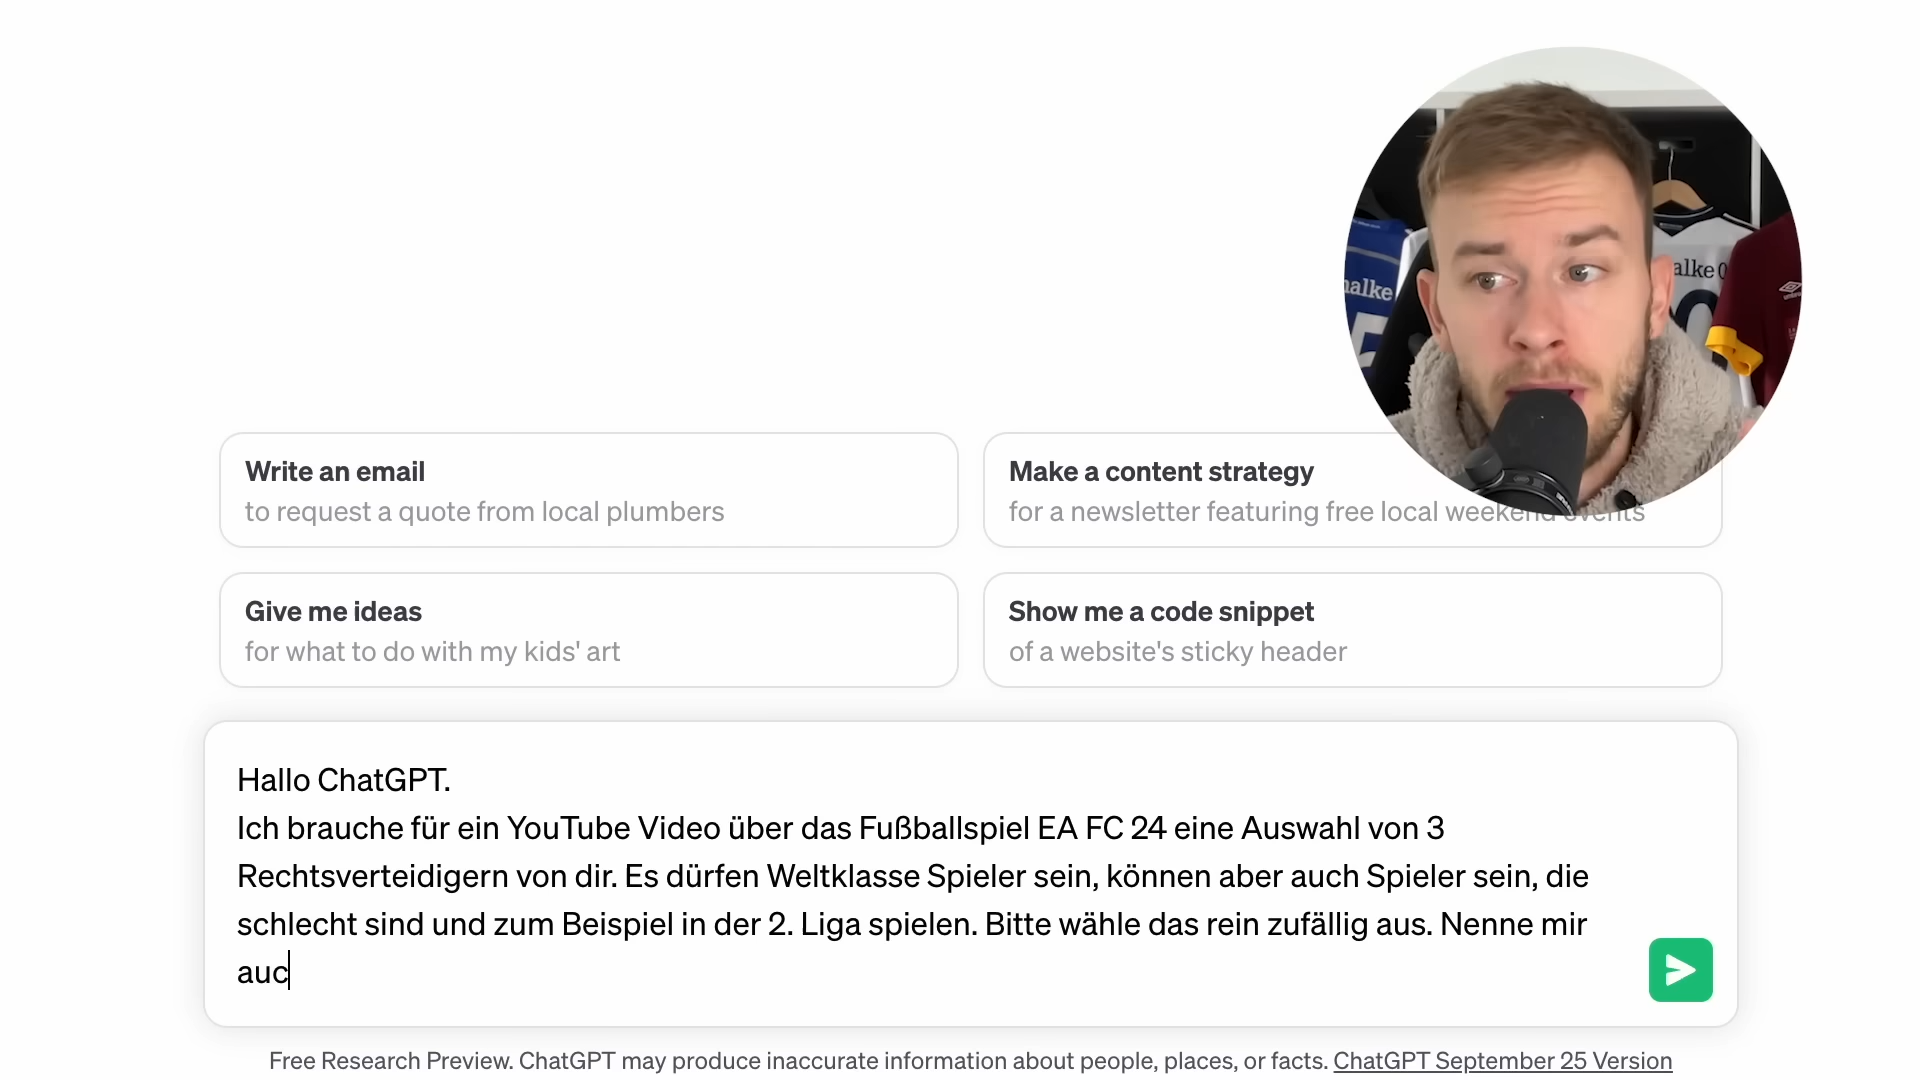 alke 0
halke
Write an email
to request a quote from local plumbers
Make a content strategy
for a newsletter featuring free local weekend events
Give me ideas
for what to do with my kids' art
Show me a code snippet
of a website's sticky header
Hallo ChatGPT.
Ich brauche für ein YouTube Video über das Fußballspiel EA FC 24 eine Auswahl von 3
Rechtsverteidigern von dir. Es dürfen Weltklasse Spieler sein, können aber auch Spieler sein, die
schlecht sind und zum Beispiel in der 2. Liga spielen. Bitte wähle das rein zufällig aus. Nenne mir
auc
Free Research Preview. ChatGPT may produce inaccurate information about people, places, or facts. ChatGPT September 25 Version